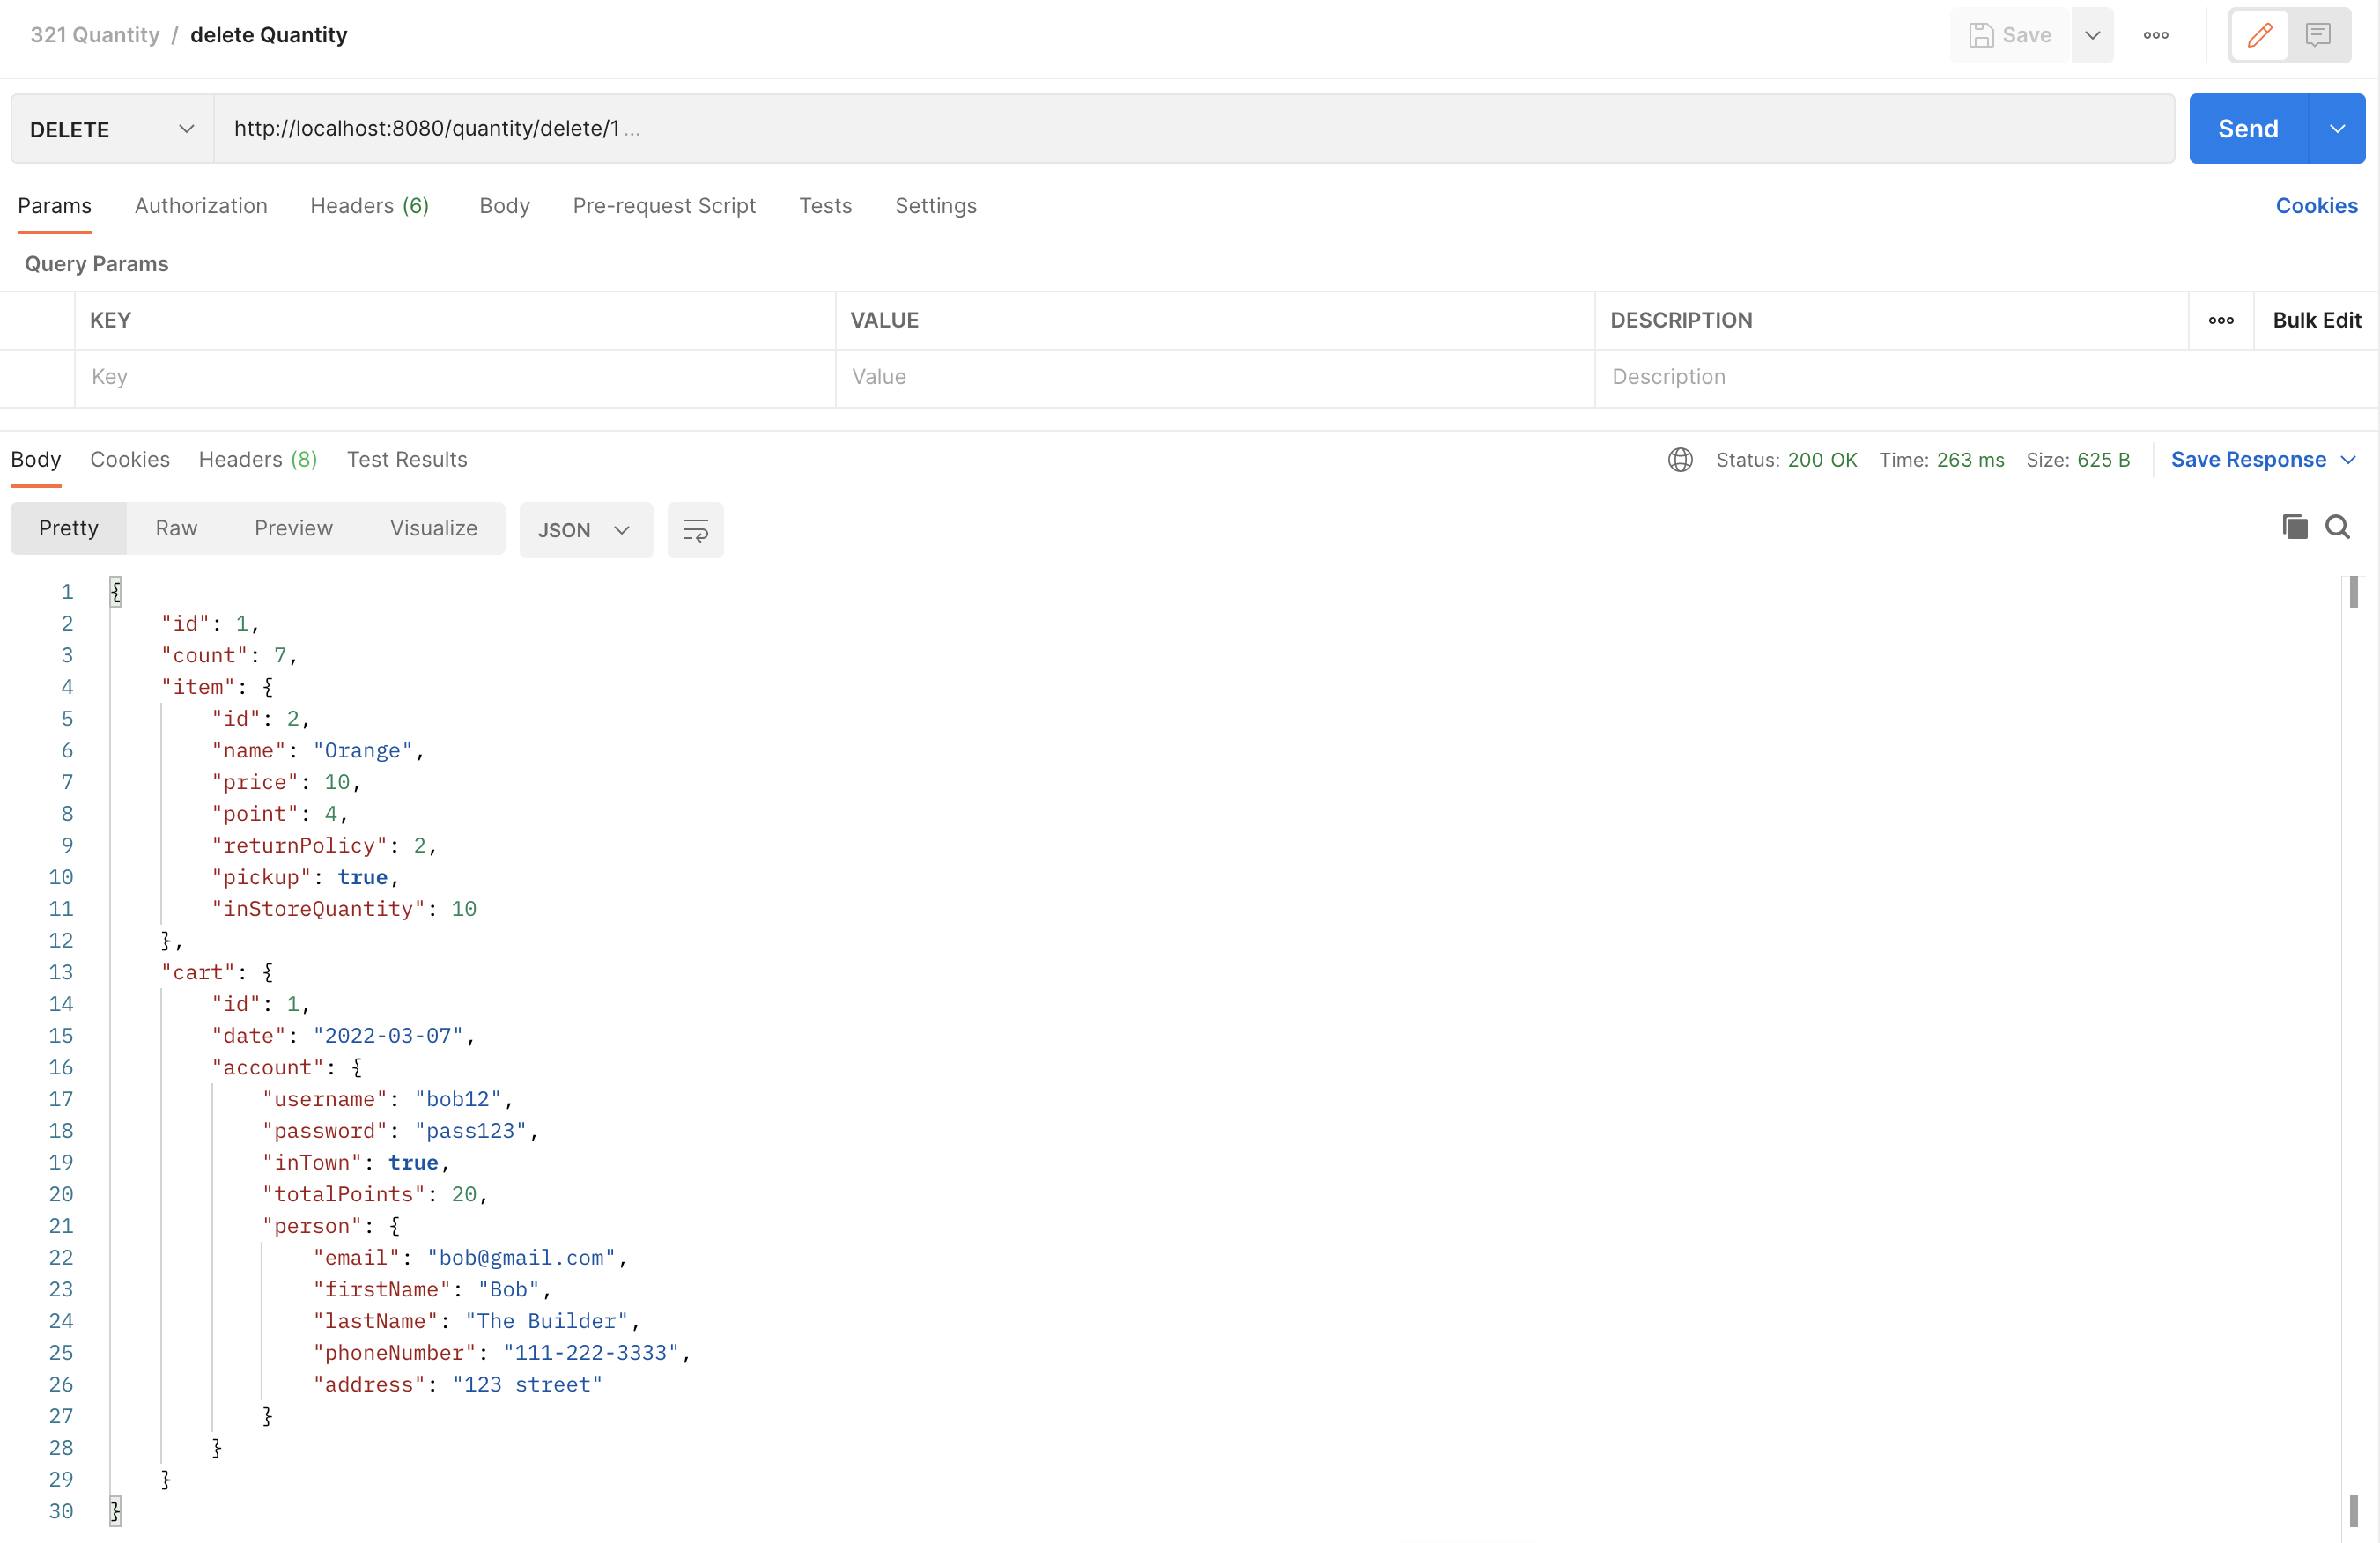 321 Quantity / delete Quantity
Save
DELETE http://localhost:8080/quantity/delete/1 ...
Send
Params Authorization Headers (6) Body Pre-request Script Tests Settings Cookies
Query Params
KEY VALUE DESCRIPTION Bulk Edit
Key Value Description
Body Cookies Headers (8) Test Results Status: 200 OK Time: 263 ms Size: 625 B Save Response
Pretty Raw Preview Visualize JSON
1 {
2 "id": 1,
3 "count": 7,
4 "item": {
5 "id": 2,
6 "name": "Orange",
7 "price": 10,
8 "point": 4,
9 "returnPolicy": 2,
10 "pickup": true,
11 "inStoreQuantity": 10
12 },
13 "cart": {
14 "id": 1,
15 "date": "2022-03-07",
16 "account": {
17 "username": "bob12",
18 "password": "pass123",
19 "inTown": true,
20 "totalPoints": 20,
21 "person": {
22 "email": "bob@gmail.com",
23 "firstName": "Bob",
24 "lastName": "The Builder",
25 "phoneNumber": "111-222-3333",
26 "address": "123 street"
27 }
28 }
29 }
30 }